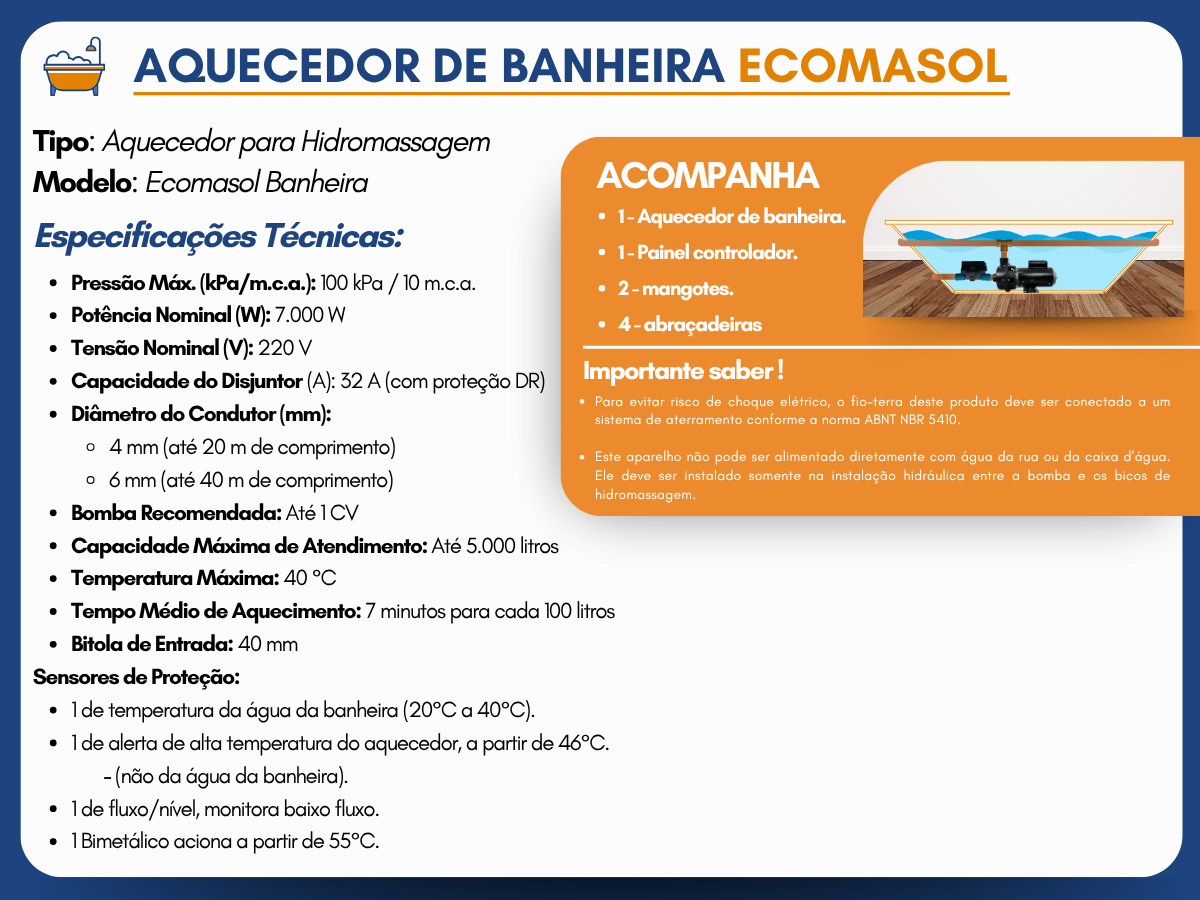 AQUECEDOR DE BANHEIRA ECOMASOL
Tipo: Aquecedor para Hidromassagem
Modelo: Ecomasol Banheira
Especificações Técnicas:
• Pressão Máx. (kPa/m.c.a.): 100 kPa / 10 m.c.a.
• Potência Nominal (W): 7.000 W
• Tensão Nominal (V): 220 V
• Capacidade do Disjuntor (A): 32 A (com proteção DR)
• Diâmetro do Condutor (mm):
◦ 4 mm (até 20 m de comprimento)
◦ 6 mm (até 40 m de comprimento)
• Bomba Recomendada: Até 1 CV
• Capacidade Máxima de Atendimento: Até 5.000 litros
• Temperatura Máxima: 40 °C
• Tempo Médio de Aquecimento: 7 minutos para cada 100 litros
• Bitola de Entrada: 40 mm
Sensores de Proteção:
• 1 de temperatura da água da banheira (20°C a 40°C).
• 1 de alerta de alta temperatura do aquecedor, a partir de 46°C.
- (não da água da banheira).
• 1 de fluxo/nível, monitora baixo fluxo.
• 1 Bimetálico aciona a partir de 55°C.
ACOMPANHA
• 1 - Aquecedor de banheira.
• 1 - Painel controlador.
• 2 - mangotes.
• 4 - abraçadeiras
Importante saber !
• Para evitar risco de choque elétrico, o fio-terra deste produto deve ser conectado a um
sistema de aterramento conforme a norma ABNT NBR 5410.
• Este aparelho não pode ser alimentado diretamente com água da rua ou da caixa d'água.
Ele deve ser instalado somente na instalação hidráulica entre a bomba e os bicos de
hidromassagem.